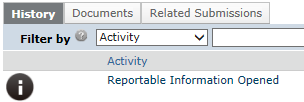 History Documents Related Submissions
Filter by ? Activity
Activity
i Reportable Information Opened